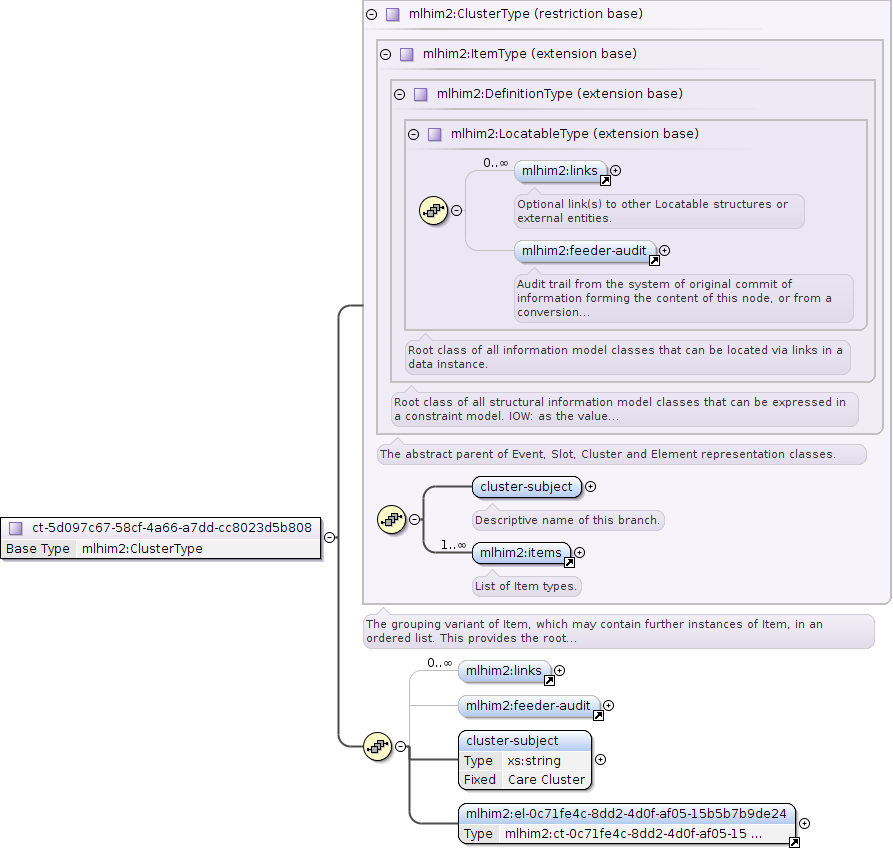 mlhim2:ClusterType (restriction base)
mlhim2:ItemType (extension base)
mlhim2:DefinitionType (extension base)
mlhim2:LocatableType (extension base)
0..∞
mlhim2:links
Optional link(s) to other Locatable structures or
external entities.
mlhim2:feeder-audit
Audit trail from the system of original commit of
information forming the content of this node, or from a
conversion...
Root class of all information model classes that can be located via links in a
data instance.
Root class of all structural information model classes that can be expressed in
a constraint model. IOW: as the value...
The abstract parent of Event, Slot, Cluster and Element representation classes.
cluster-subject
Descriptive name of this branch.
1..∞
mlhim2:items
List of Item types.
ct-5d097c67-58cf-4a66-a7dd-cc8023d5b808
Base Type mlhim2:ClusterType
The grouping variant of Item, which may contain further instances of Item, in an
ordered list. This provides the root...
0..∞
mlhim2:links
mlhim2:feeder-audit
cluster-subject
Type xs:string
Fixed Care Cluster
mlhim2:el-0c71fe4c-8dd2-4d0f-af05-15b5b7b9de24
Type mlhim2:ct-0c71fe4c-8dd2-4d0f-af05-15 ...